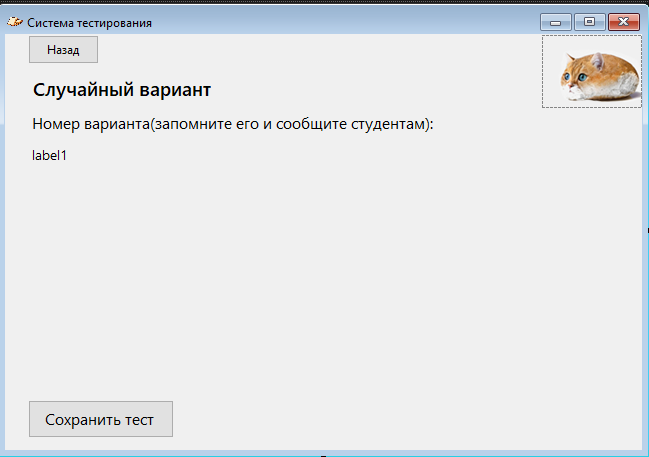 Система тестирования
Назад
Случайный вариант
Номер варианта(запомните его и сообщите студентам):
label1
Сохранить тест